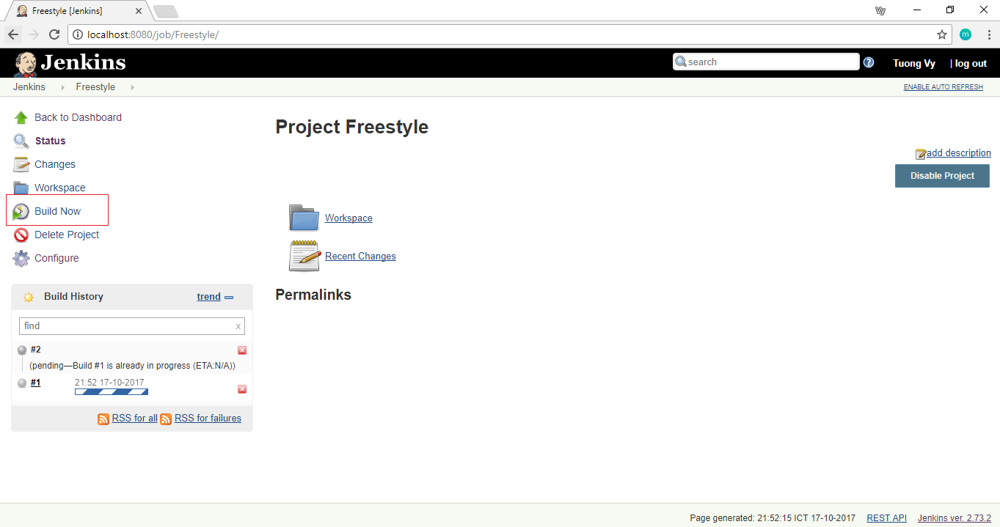 Freestyle [Jenkins]
Vy
localhost:8080/job/Freestyle/
m
Jenkins
search
Tuong Vy
| log out
Jenkins
Freestyle
ENABLE AUTO REFRESH
Back to Dashboard
Status
Changes
Workspace
Build Now
Delete Project
Configure
Project Freestyle
add description
Disable Project
Workspace
Recent Changes
Permalinks
Build History
trend
find
x
#2
(pending—Build #1 is already in progress (ETA:N/A))
#1
21:52 17-10-2017
RSS for all
RSS for failures
Page generated: 21:52:15 ICT 17-10-2017
REST API
Jenkins ver. 2.73.2